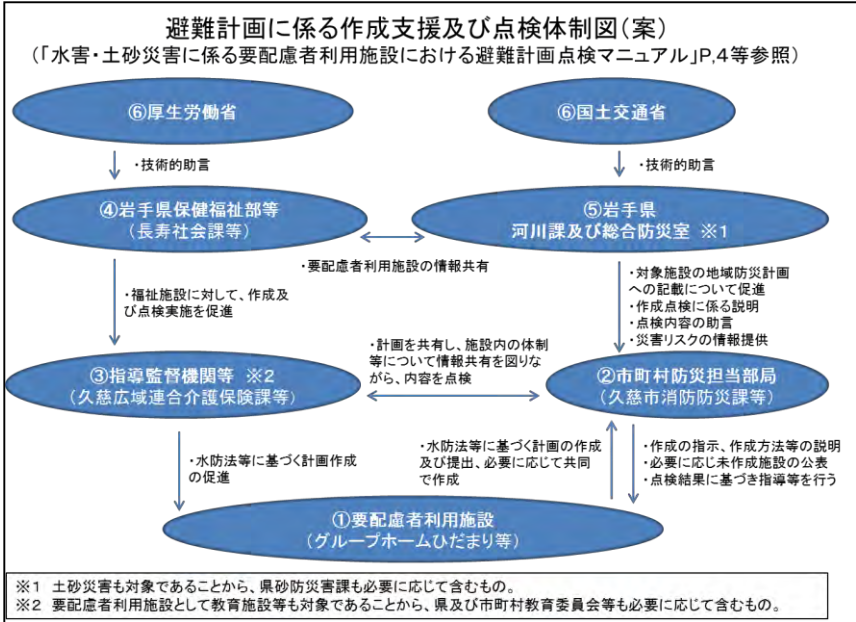 避難計画に係る作成支援及び点検体制図(案)
(「水害・土砂災害に係る要配慮者利用施設における避難計画点検マニュアル」P,4等参照)
⑥厚生労働省
⑥国土交通省
・技術的助言
・技術的助言
④岩手県保健福祉部等
(長寿社会課等)
⑤岩手県
河川課及び総合防災室 ※1
・要配慮者利用施設の情報共有
・福祉施設に対して、作成及
び点検実施を促進
・対象施設の地域防災計画
への記載について促進
・作成点検に係る説明
・点検内容の助言
・災害リスクの情報提供
・計画を共有し、施設内の体制
等について情報共有を図りな
がら、内容を点検
③指導監督機関等 ※2
(久慈広域連合介護保険課等)
②市町村防災担当部局
(久慈市消防防災課等)
・水防法等に基づく計画作成
の促進
・水防法等に基づく計画の作成
及び提出、必要に応じて共同
で作成
・作成の指示、作成方法等の説明
・必要に応じ未作成施設の公表
・点検結果に基づき指導等を行う
①要配慮者利用施設
(グループホームひだまり等)
※1 土砂災害も対象であることから、県砂防災害課も必要に応じて含むもの。
※2 要配慮者利用施設として教育施設等も対象であることから、県及び市町村教育委員会等も必要に応じて含むもの。